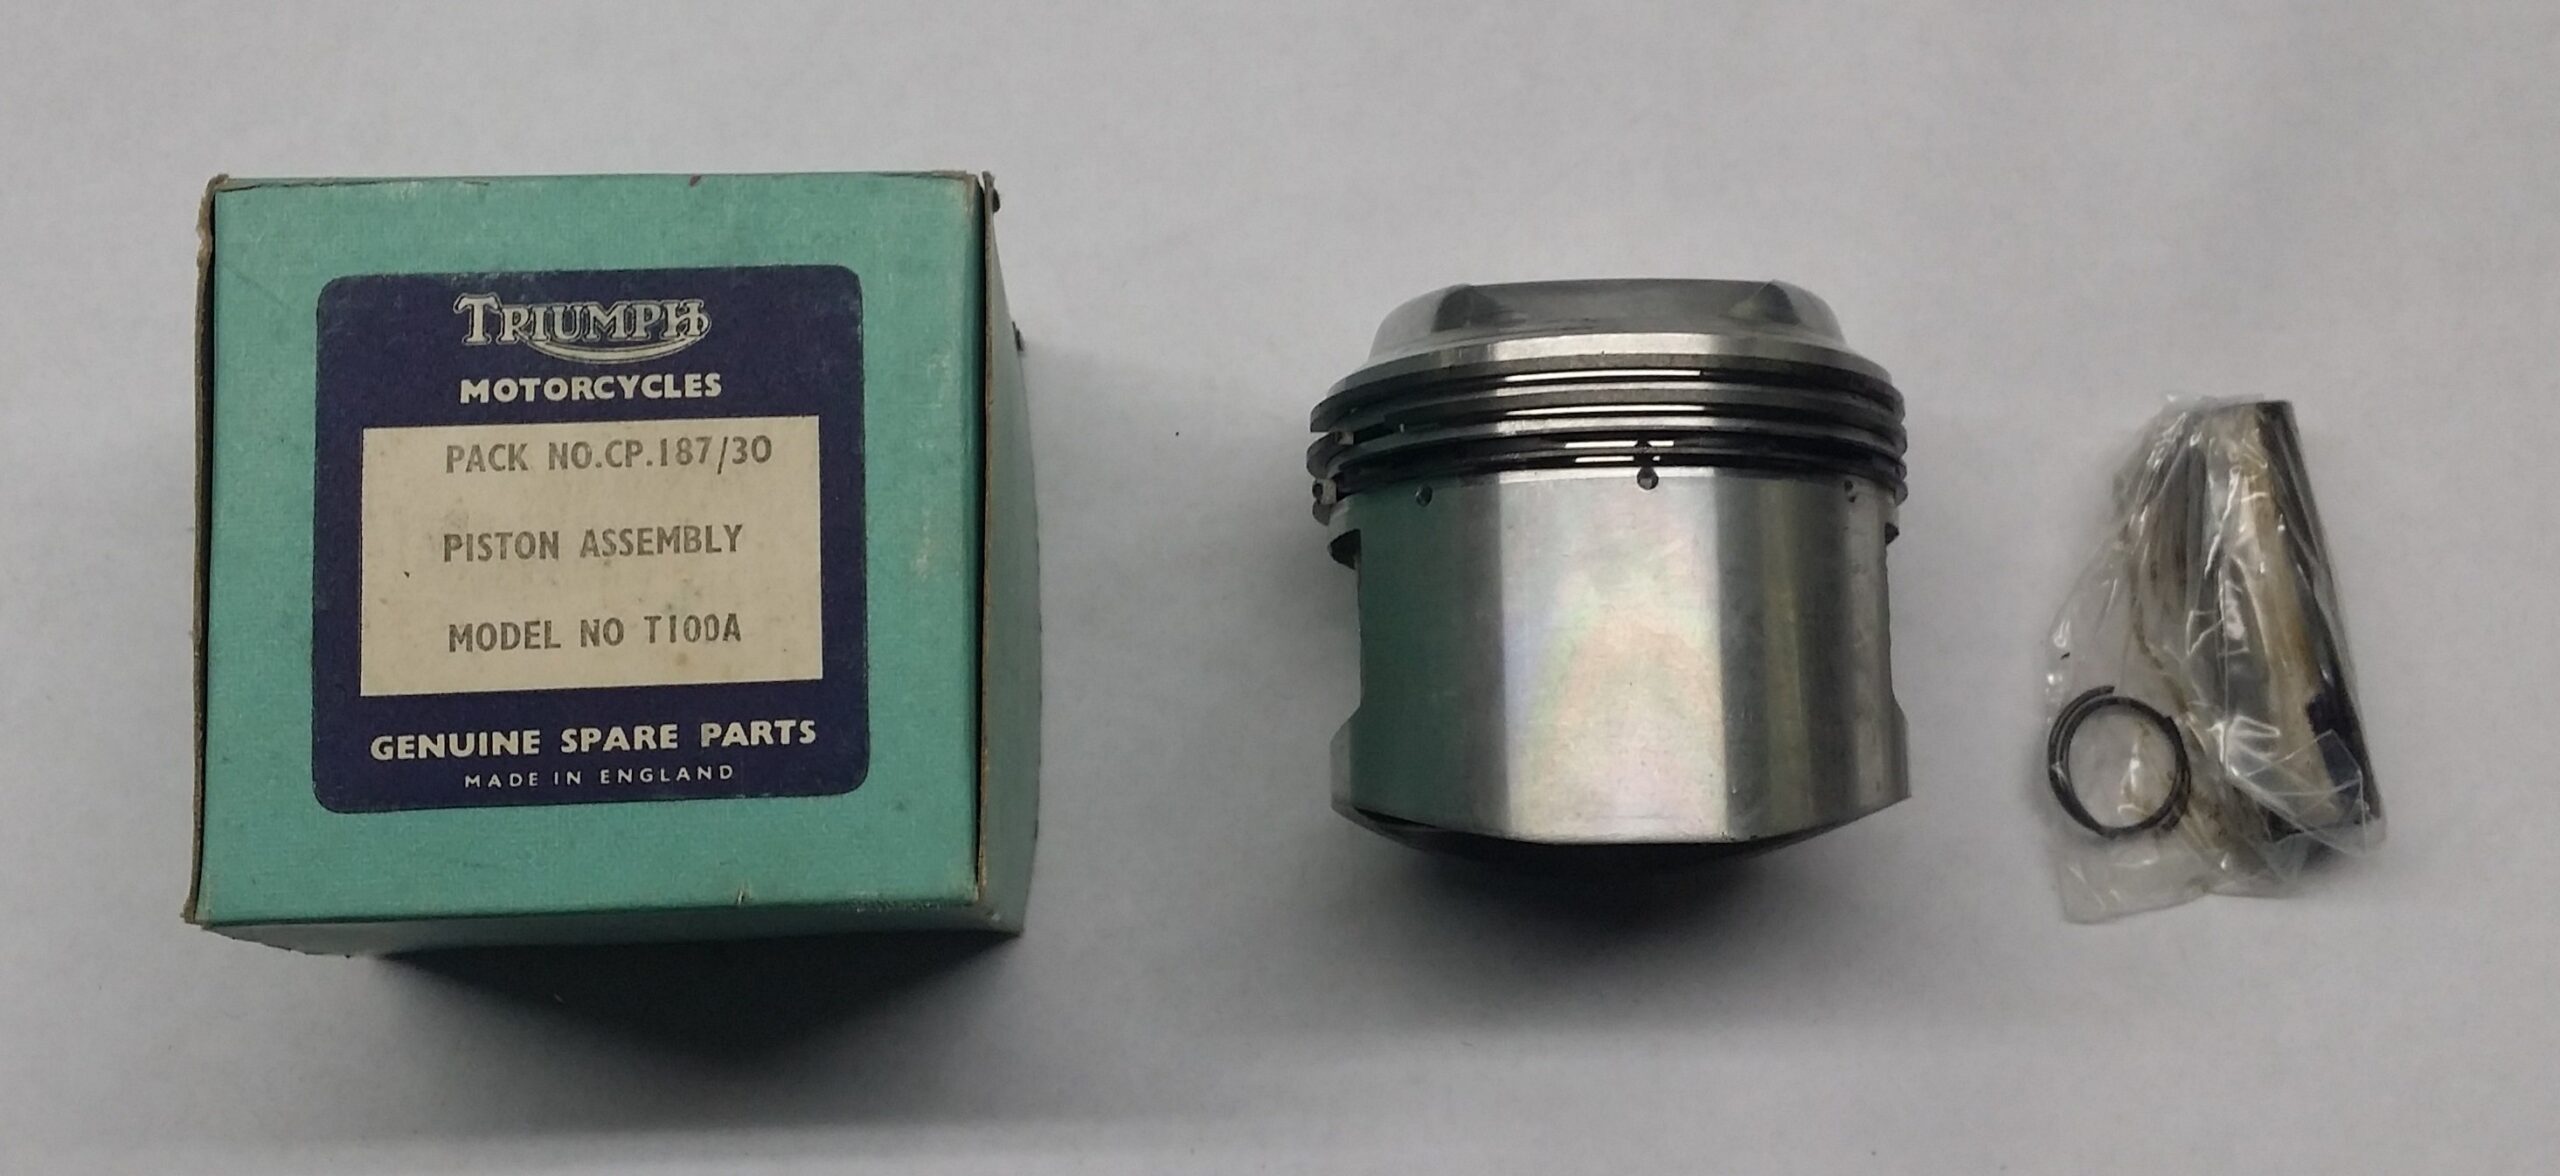 TRIUMPH
MOTORCYCLES
PACK NO.CP.187/30
PISTON ASSEMBLY
MODEL NO T100A
GENUINE SPARE PARTS
MADE IN ENGLAND